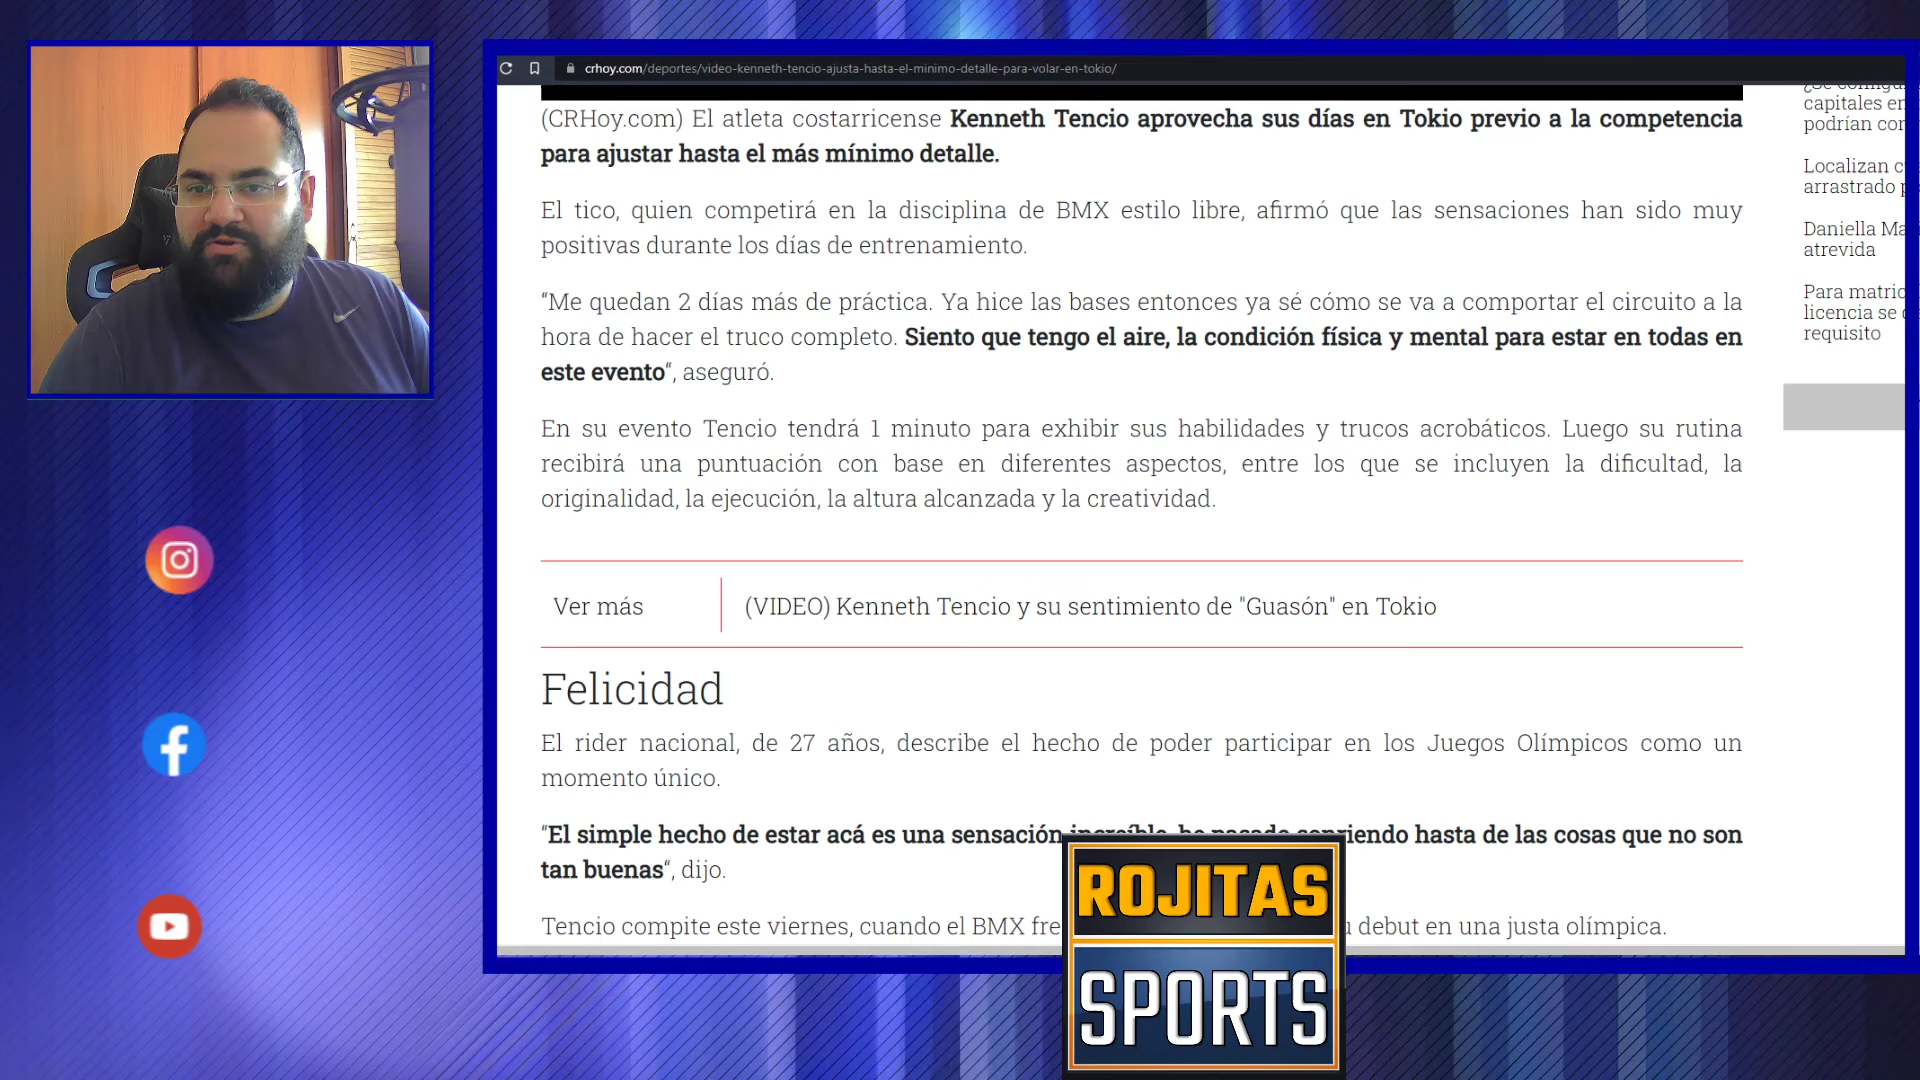 crhoy.com/deportes/video-kenneth-tencio-ajusta-hasta-el-minimo-detalle-para-volar-en-tokio/
(CRHoy.com) El atleta costarricense Kenneth Tencio aprovecha sus días en Tokio previo a la competencia
para ajustar hasta el más mínimo detalle.
El tico, quien competirá en la disciplina de BMX estilo libre, afirmó que las sensaciones han sido muy
positivas durante los días de entrenamiento.
“Me quedan 2 días más de práctica. Ya hice las bases entonces ya sé cómo se va a comportar el circuito a la
hora de hacer el truco completo. Siento que tengo el aire, la condición física y mental para estar en todas en
este evento“, aseguró.
En su evento Tencio tendrá 1 minuto para exhibir sus habilidades y trucos acrobáticos. Luego su rutina
recibirá una puntuación con base en diferentes aspectos, entre los que se incluyen la dificultad, la
originalidad, la ejecución, la altura alcanzada y la creatividad.
Ver más
(VIDEO) Kenneth Tencio y su sentimiento de "Guasón" en Tokio
Felicidad
El rider nacional, de 27 años, describe el hecho de poder participar en los Juegos Olímpicos como un
momento único.
“El simple hecho de estar acá es una sensación increíble, he pasado sonriendo hasta de las cosas que no son
tan buenas“, dijo.
Tencio compite este viernes, cuando el BMX fre debut en una justa olímpica.
capitales en
podrían
Localizan
arrastrado
Daniella
atrevida
Para
licencia se
requisito
ROJITAS
SPORTS